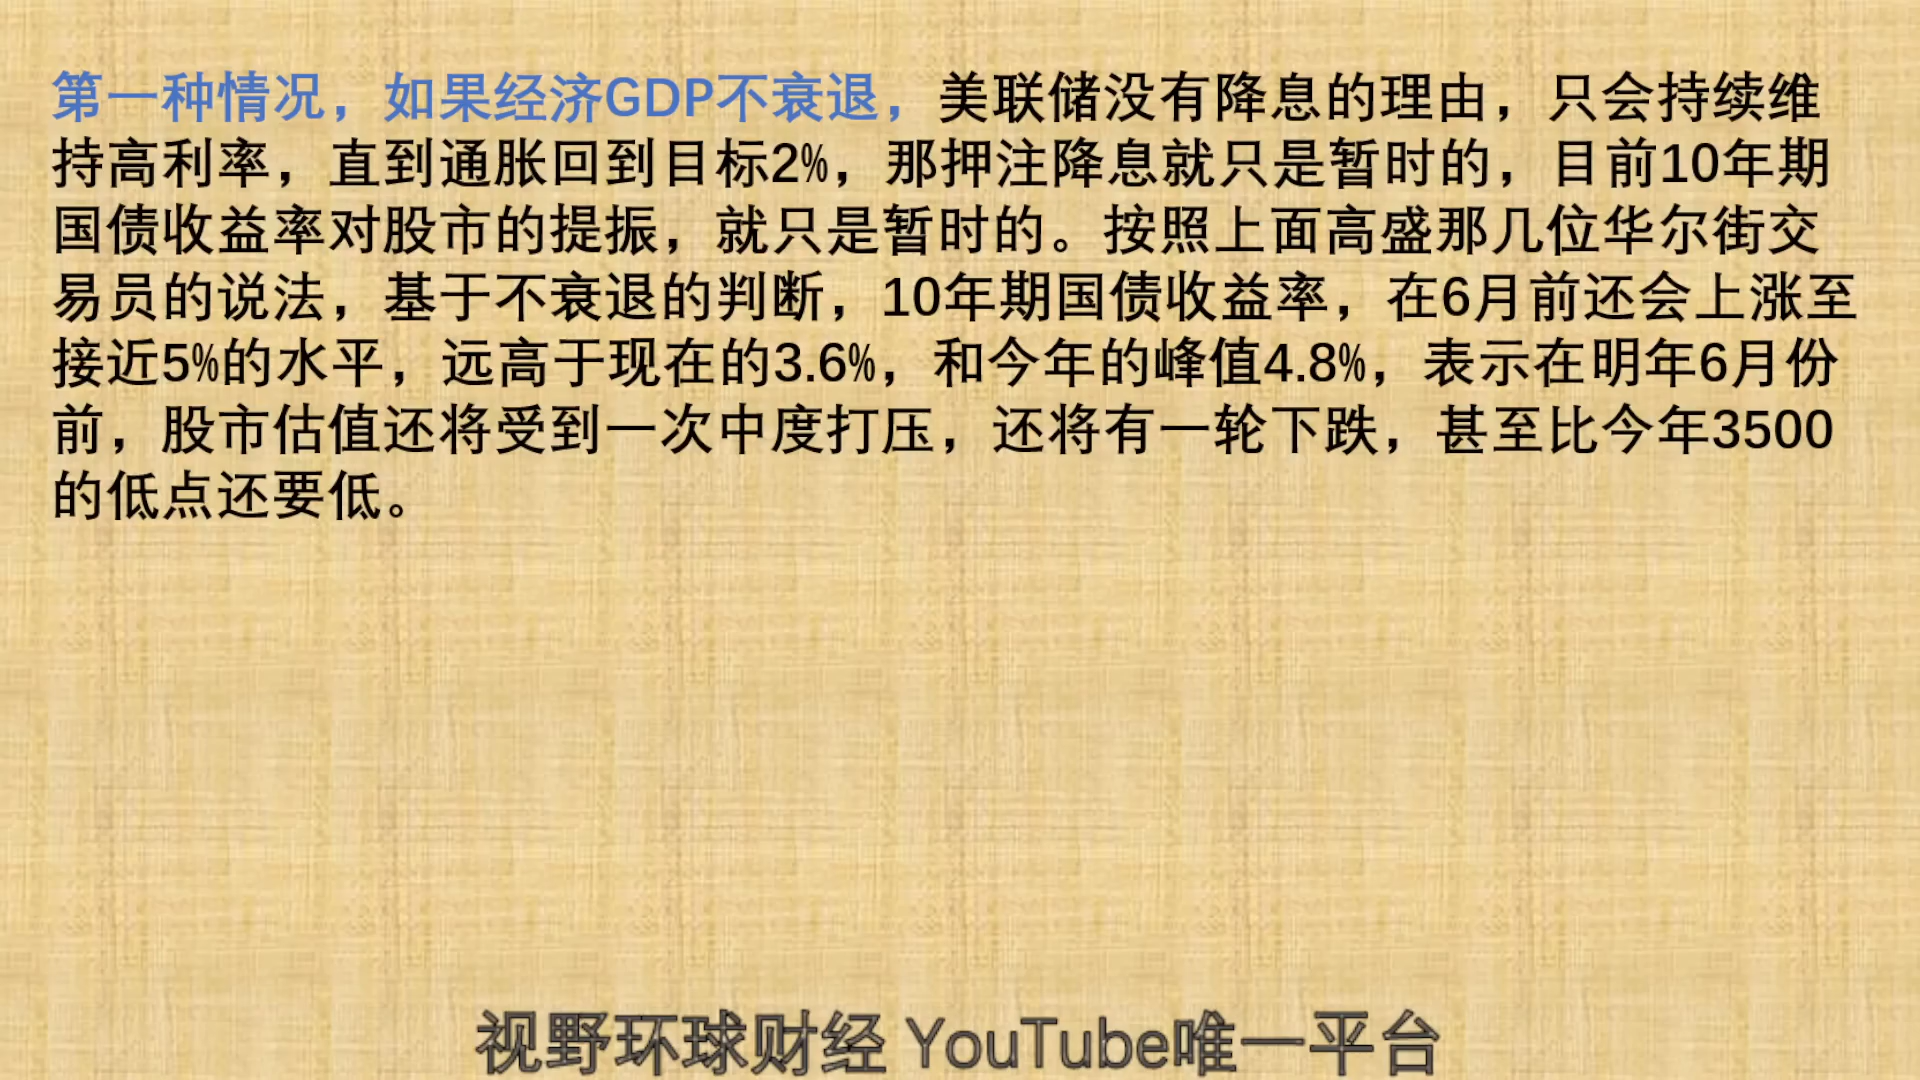 第一种情况，如果经济GDP不衰退，美联储没有降息的理由，只会持续维
持高利率，直到通胀回到目标2%，那押注降息就只是暂时的，目前10年期
国债收益率对股市的提振，就只是暂时的。按照上面高盛那几位华尔街交
易员的说法，基于不衰退的判断，10年期国债收益率，在6月前还会上涨至
接近5%的水平，远高于现在的3.6%，和今年的峰值4.8%，表示在明年6月份
前，股市估值还将受到一次中度打压，还将有一轮下跌，甚至比今年3500
的低点还要低。
视野环球财经 YouTube唯一平台